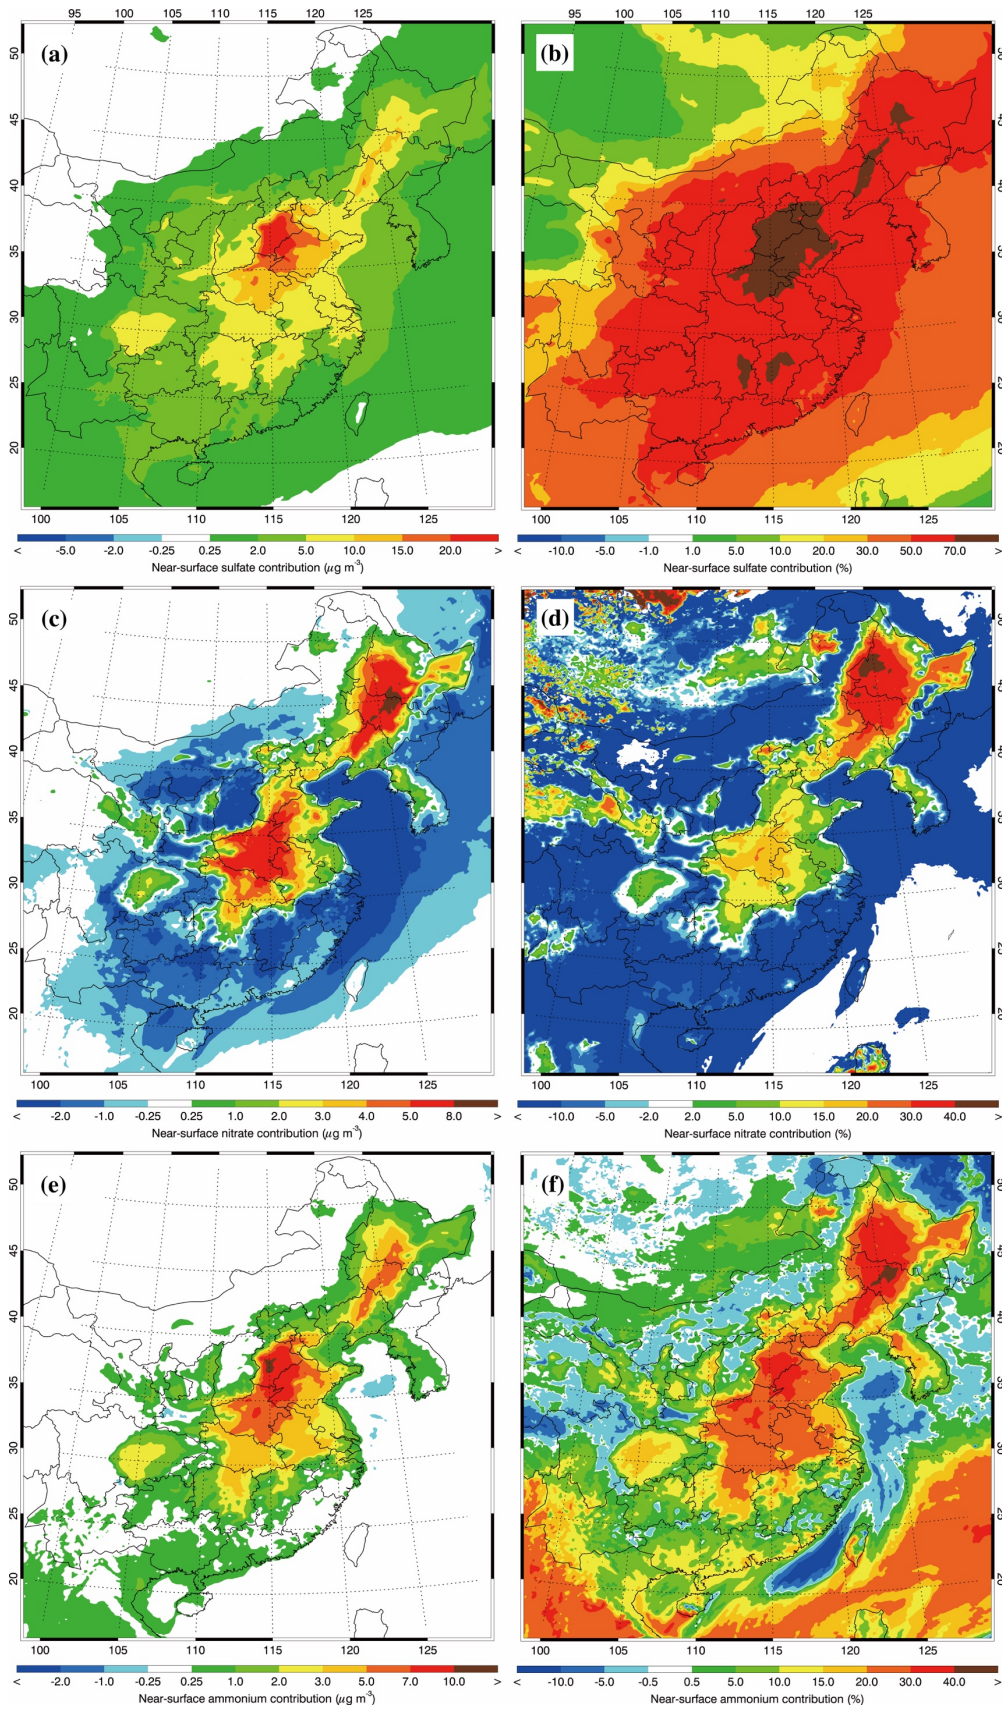 95 100 105 110 115 120 125
(a)
50
45
40
35
30
25
20
100 105 110 115 120 125
< -5.0 -2.0 -0.25 0.25 2.0 5.0 10.0 15.0 20.0 >
Near-surface sulfate contribution (μg m-3)
95 100 105 110 115 120 125
(b)
100 105 110 115 120 125
< -10.0 -5.0 -1.0 1.0 5.0 10.0 20.0 30.0 50.0 70.0 >
Near-surface sulfate contribution (%)
(c)
50
45
40
35
30
25
20
100 105 110 115 120 125
< -2.0 -1.0 -0.25 0.25 1.0 2.0 3.0 4.0 5.0 8.0 >
Near-surface nitrate contribution (μg m-3)
(d)
100 105 110 115 120 125
< -10.0 -5.0 -2.0 2.0 5.0 10.0 15.0 20.0 30.0 40.0 >
Near-surface nitrate contribution (%)
(e)
50
45
40
35
30
25
20
100 105 110 115 120 125
< -2.0 -1.0 -0.25 0.25 1.0 2.0 3.0 5.0 7.0 10.0 >
Near-surface ammonium contribution (μg m-3)
(f)
100 105 110 115 120 125
< -10.0 -5.0 -0.5 0.5 5.0 10.0 15.0 20.0 30.0 40.0 >
Near-surface ammonium contribution (%)